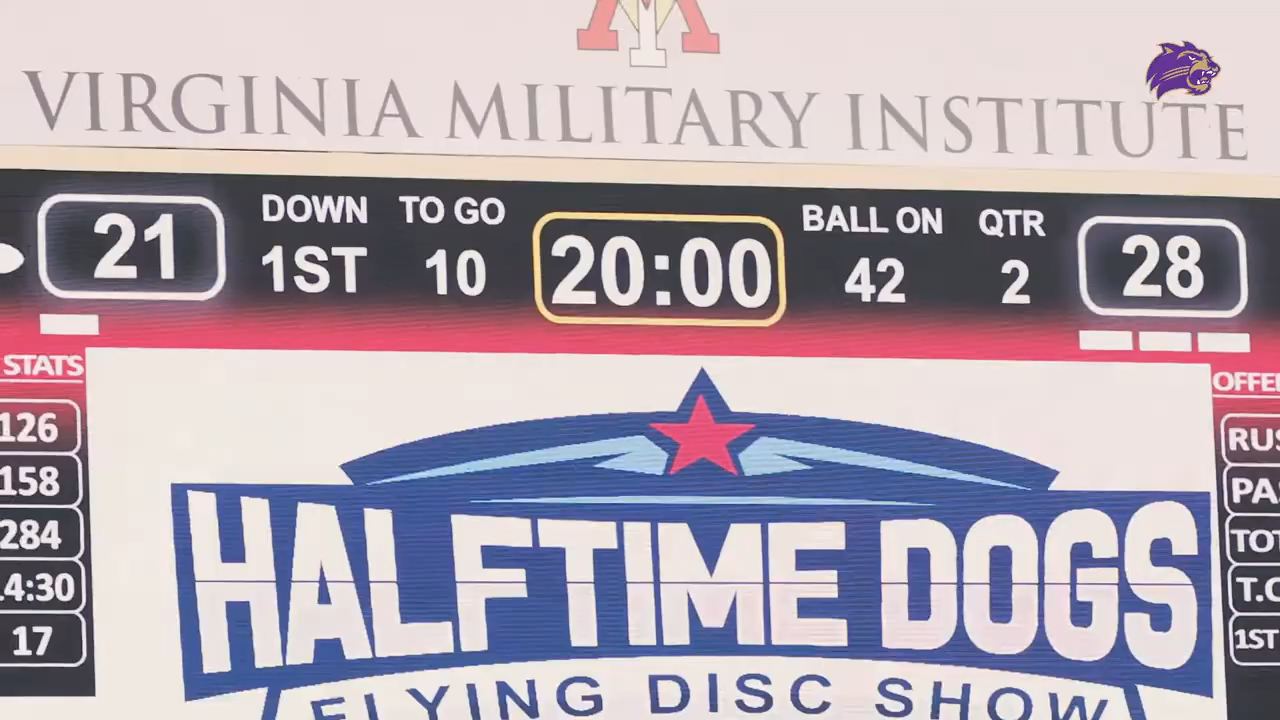 VIRGINIA MILITARY INSTITUTE
21 DOWN TO GO 20:00 BALL ON QTR 28
1ST 10 42 2
STATS
126
158
284
4:30
17
HALFTIME DOGS
FLYING DISC SHOW
1ST